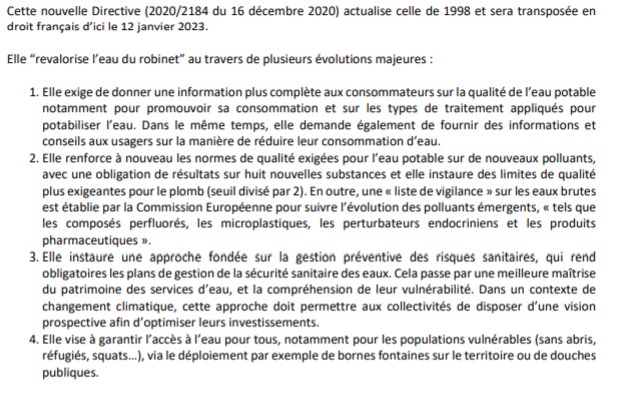 Cette nouvelle Directive (2020/2184 du 16 décembre 2020) actualise celle de 1998 et sera transposée en
droit français d'ici le 12 janvier 2023.
Elle "revalorise l'eau du robinet" au travers de plusieurs évolutions majeures :
1. Elle exige de donner une information plus complète aux consommateurs sur la qualité de l'eau potable
notamment pour promouvoir sa consommation et sur les types de traitement appliqués pour
potabiliser l'eau. Dans le même temps, elle demande également de fournir des informations et
conseils aux usagers sur la manière de réduire leur consommation d'eau.
2. Elle renforce à nouveau les normes de qualité exigées pour l'eau potable sur de nouveaux polluants,
avec une obligation de résultats sur huit nouvelles substances et elle instaure des limites de qualité
plus exigeantes pour le plomb (seuil divisé par 2). En outre, une « liste de vigilance » sur les eaux brutes
est établie par la Commission Européenne pour suivre l'évolution des polluants émergents, « tels que
les composés perfluorés, les microplastiques, les perturbateurs endocriniens et les produits
pharmaceutiques ».
3. Elle instaure une approche fondée sur la gestion préventive des risques sanitaires, qui rend
obligatoires les plans de gestion de la sécurité sanitaire des eaux. Cela passe par une meilleure maîtrise
du patrimoine des services d'eau, et la compréhension de leur vulnérabilité. Dans un contexte de
changement climatique, cette approche doit permettre aux collectivités de disposer d'une vision
prospective afin d'optimiser leurs investissements.
4. Elle vise à garantir l'accès à l'eau pour tous, notamment pour les populations vulnérables (sans abris,
réfugiés, squats...), via le déploiement par exemple de bornes fontaines sur le territoire ou de douches
publiques.